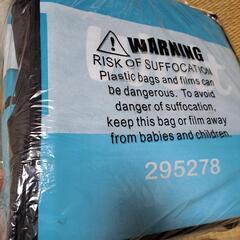 WARNING
RISK OF SUFFOCATION
Plastic bags and films can
be dangerous. To avoid
danger of suffocation,
keep this bag or film away
from babies and children.
295278